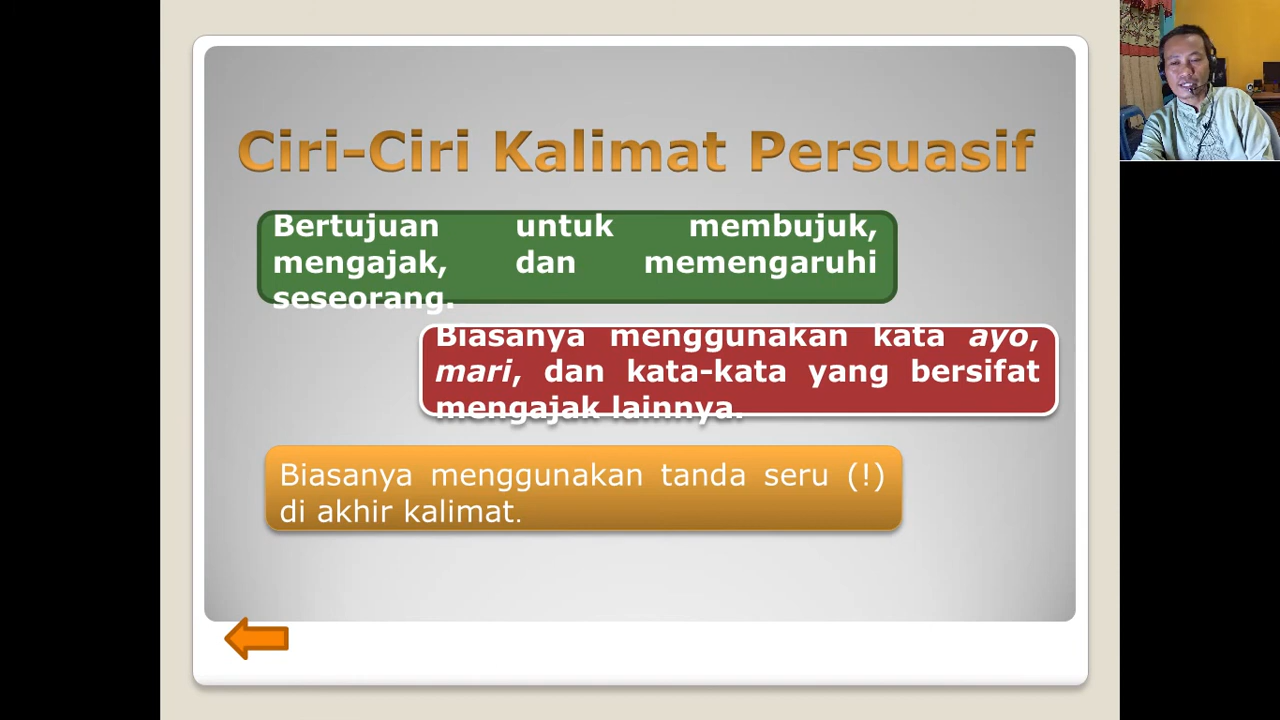 Ciri-Ciri Kalimat Persuasif
Bertujuan untuk membujuk,
mengajak, dan memengaruhi
seseorang.
Biasanya menggunakan kata ayo,
mari, dan kata-kata yang bersifat
mengajak lainnya.
Biasanya menggunakan tanda seru (!)
di akhir kalimat.